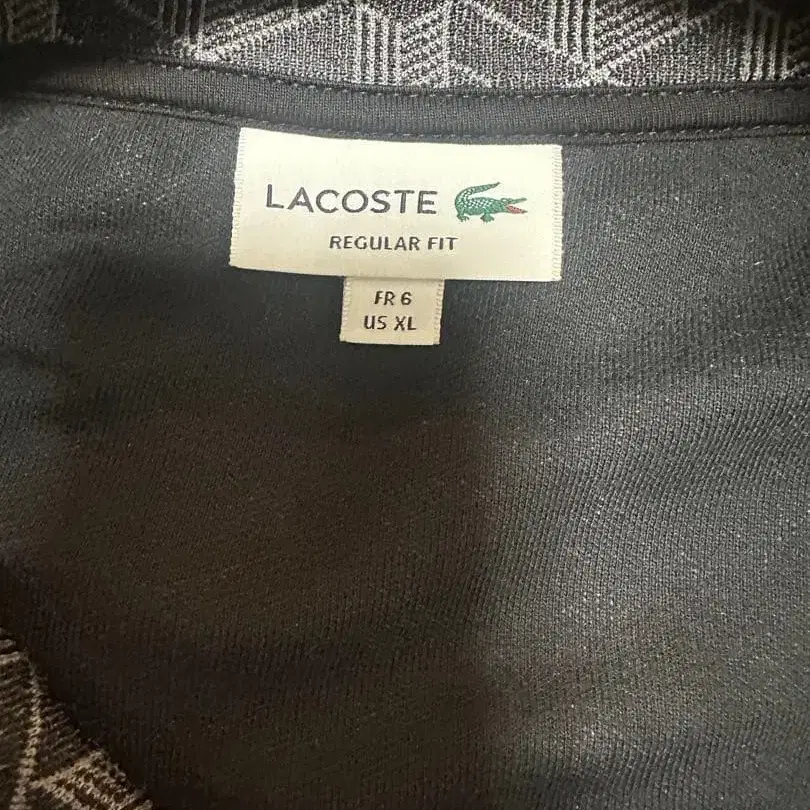 LACOSTE
REGULAR FIT
FR 6
US XL